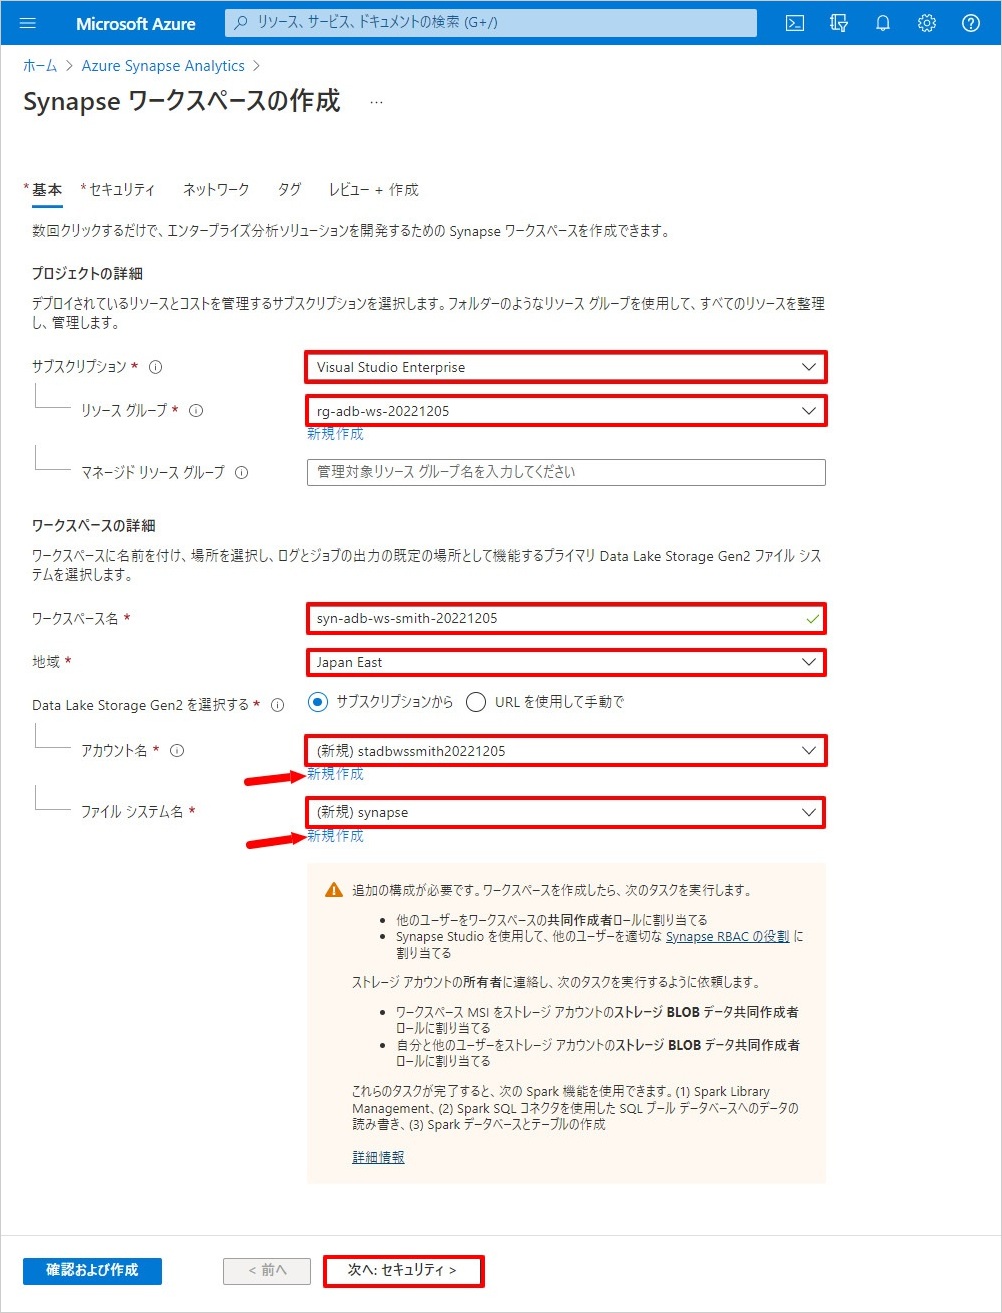 Microsoft Azure
リソース、サービス、ドキュメントの検索 (G+/)
ホーム > Azure Synapse Analytics >
Synapse ワークスペースの作成 …
* 基本 * セキュリティ ネットワーク タグ レビュー + 作成
数回クリックするだけで、エンタープライズ分析ソリューションを開発するための Synapse ワークスペースを作成できます。
プロジェクトの詳細
デプロイされているリソースとコストを管理するサブスクリプションを選択します。フォルダーのようなリソース グループを使用して、すべてのリソースを整理
し、管理します。
サブスクリプション * Visual Studio Enterprise
リソース グループ * rg-adb-ws-20221205
新規作成
マネージド リソース グループ 管理対象リソース グループ名を入力してください
ワークスペースの詳細
ワークスペースに名前を付け、場所を選択し、ログとジョブの出力の既定の場所として機能するプライマリ Data Lake Storage Gen2 ファイル シス
テムを選択します。
ワークスペース名 * syn-adb-ws-smith-20221205
地域 * Japan East
Data Lake Storage Gen2 を選択する * サブスクリプションから URL を使用して手動で
アカウント名 * (新規) stadbwssmith20221205
新規作成
ファイル システム名 * (新規) synapse
新規作成
追加の構成が必要です。ワークスペースを作成したら、次のタスクを実行します。
• 他のユーザーをワークスペースの共同作成者ロールに割り当てる
• Synapse Studio を使用して、他のユーザーを適切な Synapse RBAC の役割 に
割り当てる
ストレージ アカウントの所有者に連絡し、次のタスクを実行するように依頼します。
• ワークスペース MSI をストレージ アカウントのストレージ BLOB データ共同作成者
ロールに割り当てる
• 自分と他のユーザーをストレージ アカウントのストレージ BLOB データ共同作成者
ロールに割り当てる
これらのタスクが完了すると、次の Spark 機能を使用できます。(1) Spark Library
Management、(2) Spark SQL コネクタを使用した SQL プール データベースへのデータの
読み書き、(3) Spark データベースとテーブルの作成
詳細情報
確認および作成 < 前へ 次へ: セキュリティ >